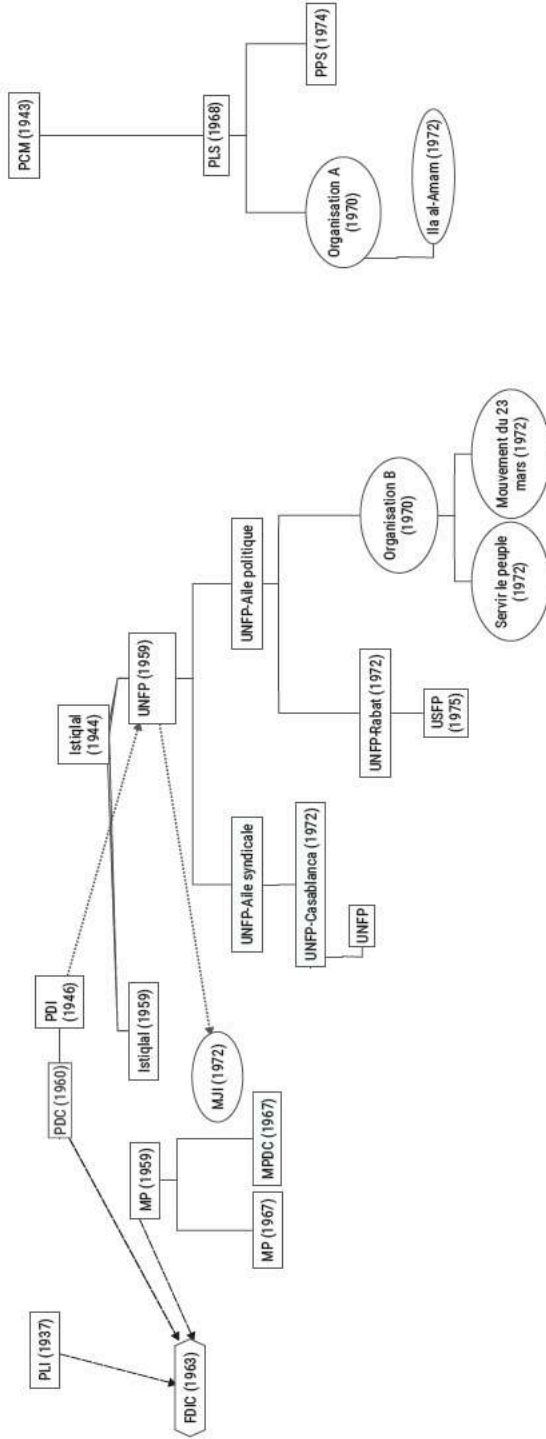 PCM (1943)
PLI (1937)
PDC (1960)
PDI
(1946)
Istiqlal
(1944)
Istiqlal (1959)
UNFP (1959)
MP (1959)
FDIC (1963)
PLS (1968)
MJI (1972)
UNFP-Aile syndicale
UNFP-Aile politique
MP (1967)
MPDC (1967)
UNFP-Casablanca (1972)
UNFP
UNFP-Rabat (1972)
USFP
(1975)
Organisation B
(1970)
Servir le peuple
(1972)
Mouvement du 23
mars (1972)
Organisation A
(1970)
PPS (1974)
Ila al-Amam (1972)